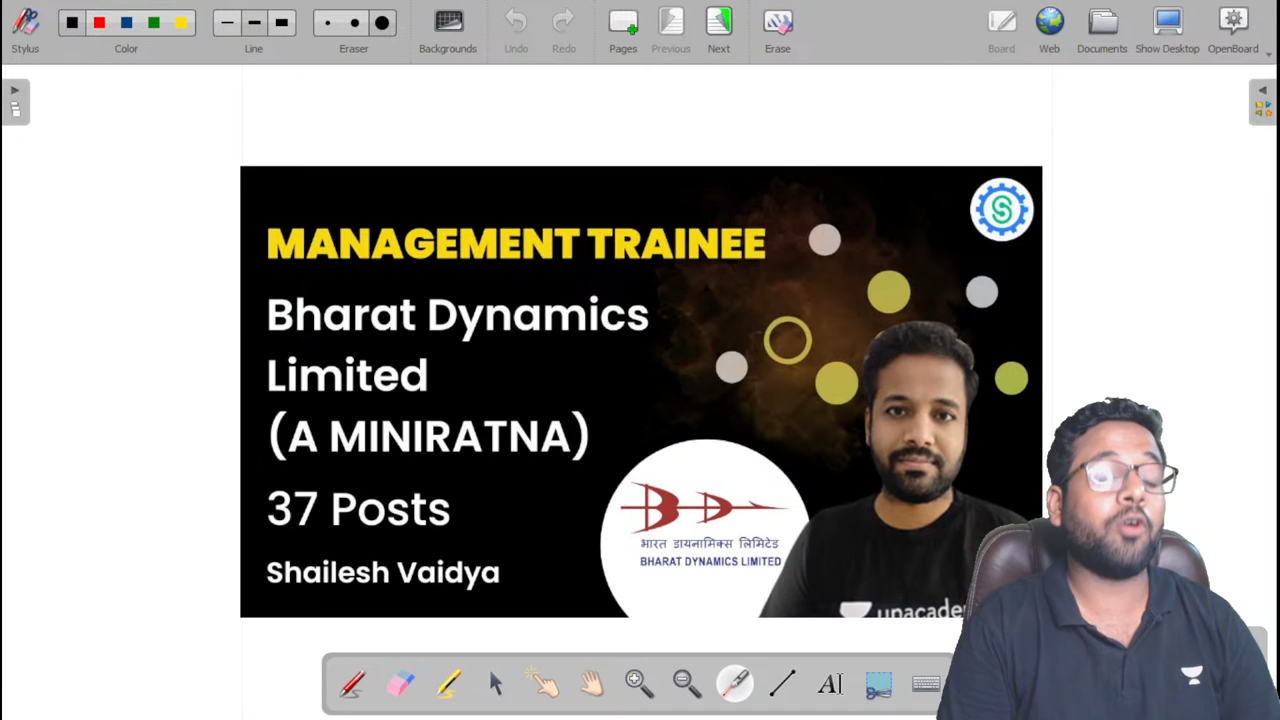 Stylus
Color
Line
Eraser
Backgrounds
Undo
Redo
Pages
Previous
Next
Erase
Board
Web
Documents
Show Desktop
OpenBoard
MANAGEMENT TRAINEE
Bharat Dynamics
Limited
(A MINIRATNA)
37 Posts
Shailesh Vaidya
भारत डायनामिक्स लिमिटेड
BHARAT DYNAMICS LIMITED
unacade
AI